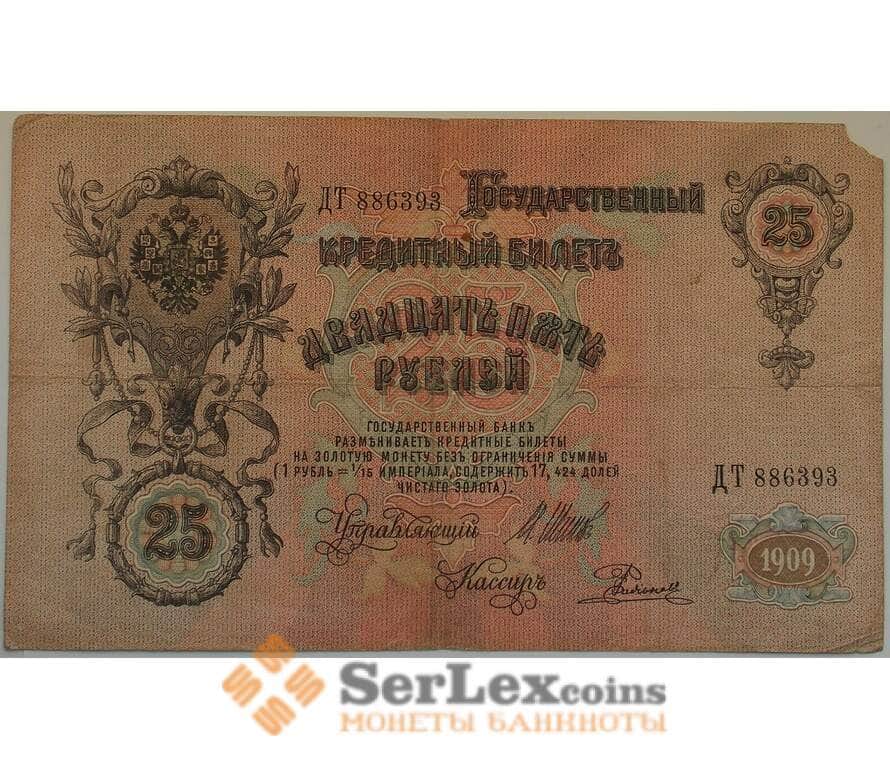 ДТ 886393 Государственный
25
кредитный билетъ
Двадцать пять
рублей
Государственный банкъ
размѣниваетъ кредитные билеты
на золотую монету безъ ограниченія суммы
(1 рубль = 1/15 имперіала, содержитъ 17, 424 долей
чистаго золота).
ДТ 886393
25
Управляющій
1909
Кассиръ
SerLexcoins
МОНЕТЫ БАНКНОТЫ